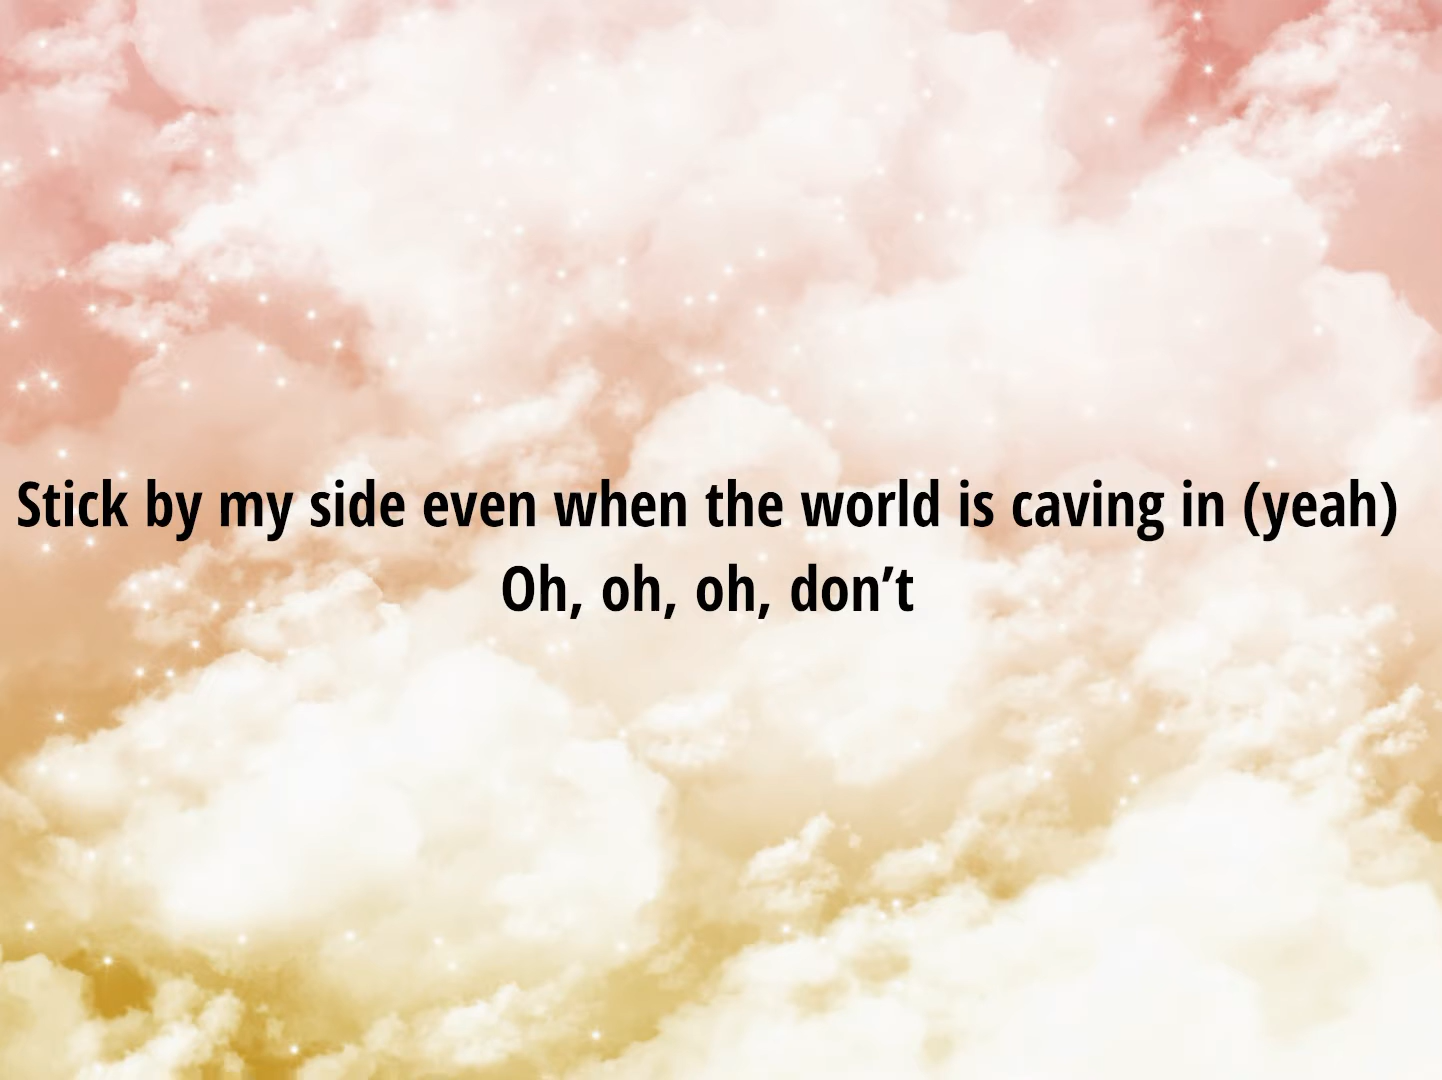 Stick by my side even when the world is caving in (yeah)
Oh, oh, oh, don’t